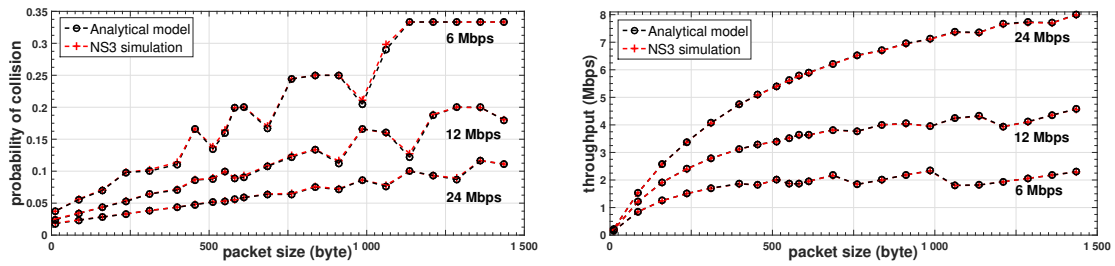 probability of collision
0.35
0.3
0.25
0.2
0.15
0.1
0.05
0
Analytical model
NS3 simulation
6 Mbps
12 Mbps
24 Mbps
0
500
1 000
1 500
packet size (byte)
throughput (Mbps)
8
7
6
5
4
3
2
1
0
Analytical model
NS3 simulation
24 Mbps
12 Mbps
6 Mbps
0
500
1 000
1 500
packet size (byte)